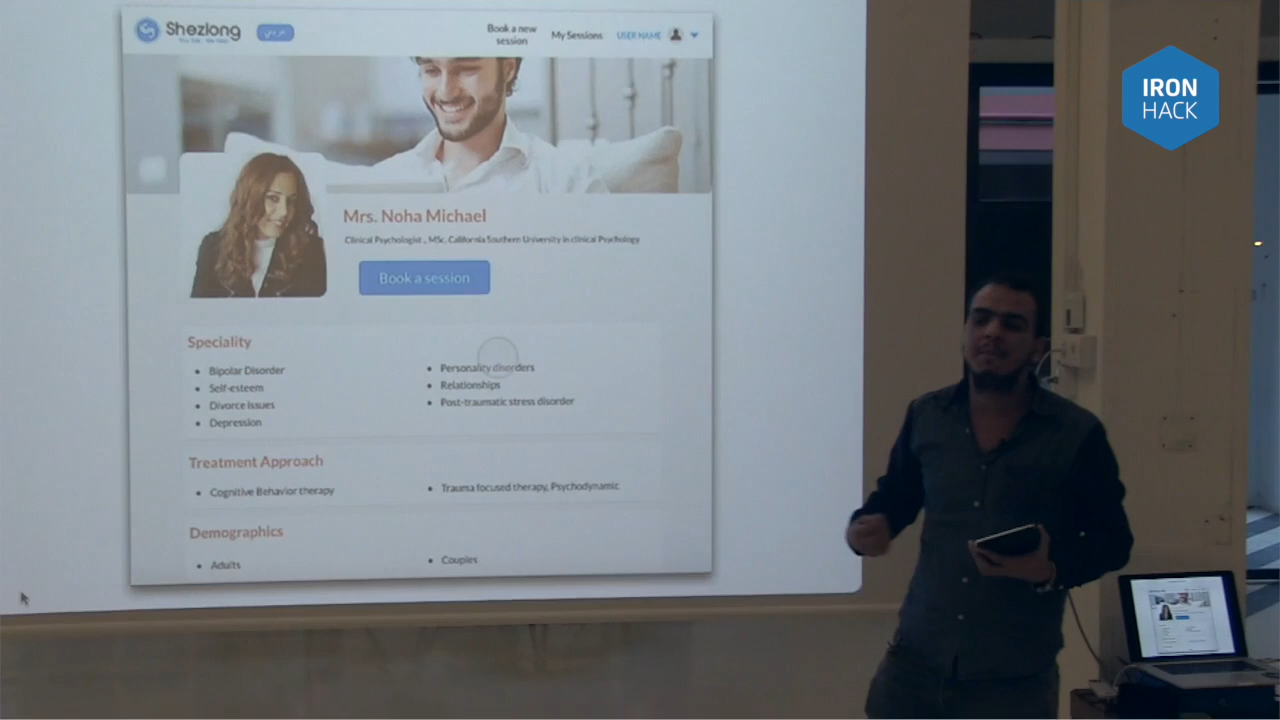 Shezlong
عربي
Book a new
session
My Sessions
USER NAME
IRON
HACK
Mrs. Noha Michael
Clinical Psychologist , MSc. California Southern University in clinical Psychology
Book a session
Speciality
Bipolar Disorder
Self-esteem
Divorce issues
Depression
Personality disorders
Relationships
Post-traumatic stress disorder
Treatment Approach
Cognitive Behavior therapy
Trauma focused therapy, Psychodynamic
Demographics
Adults
Couples